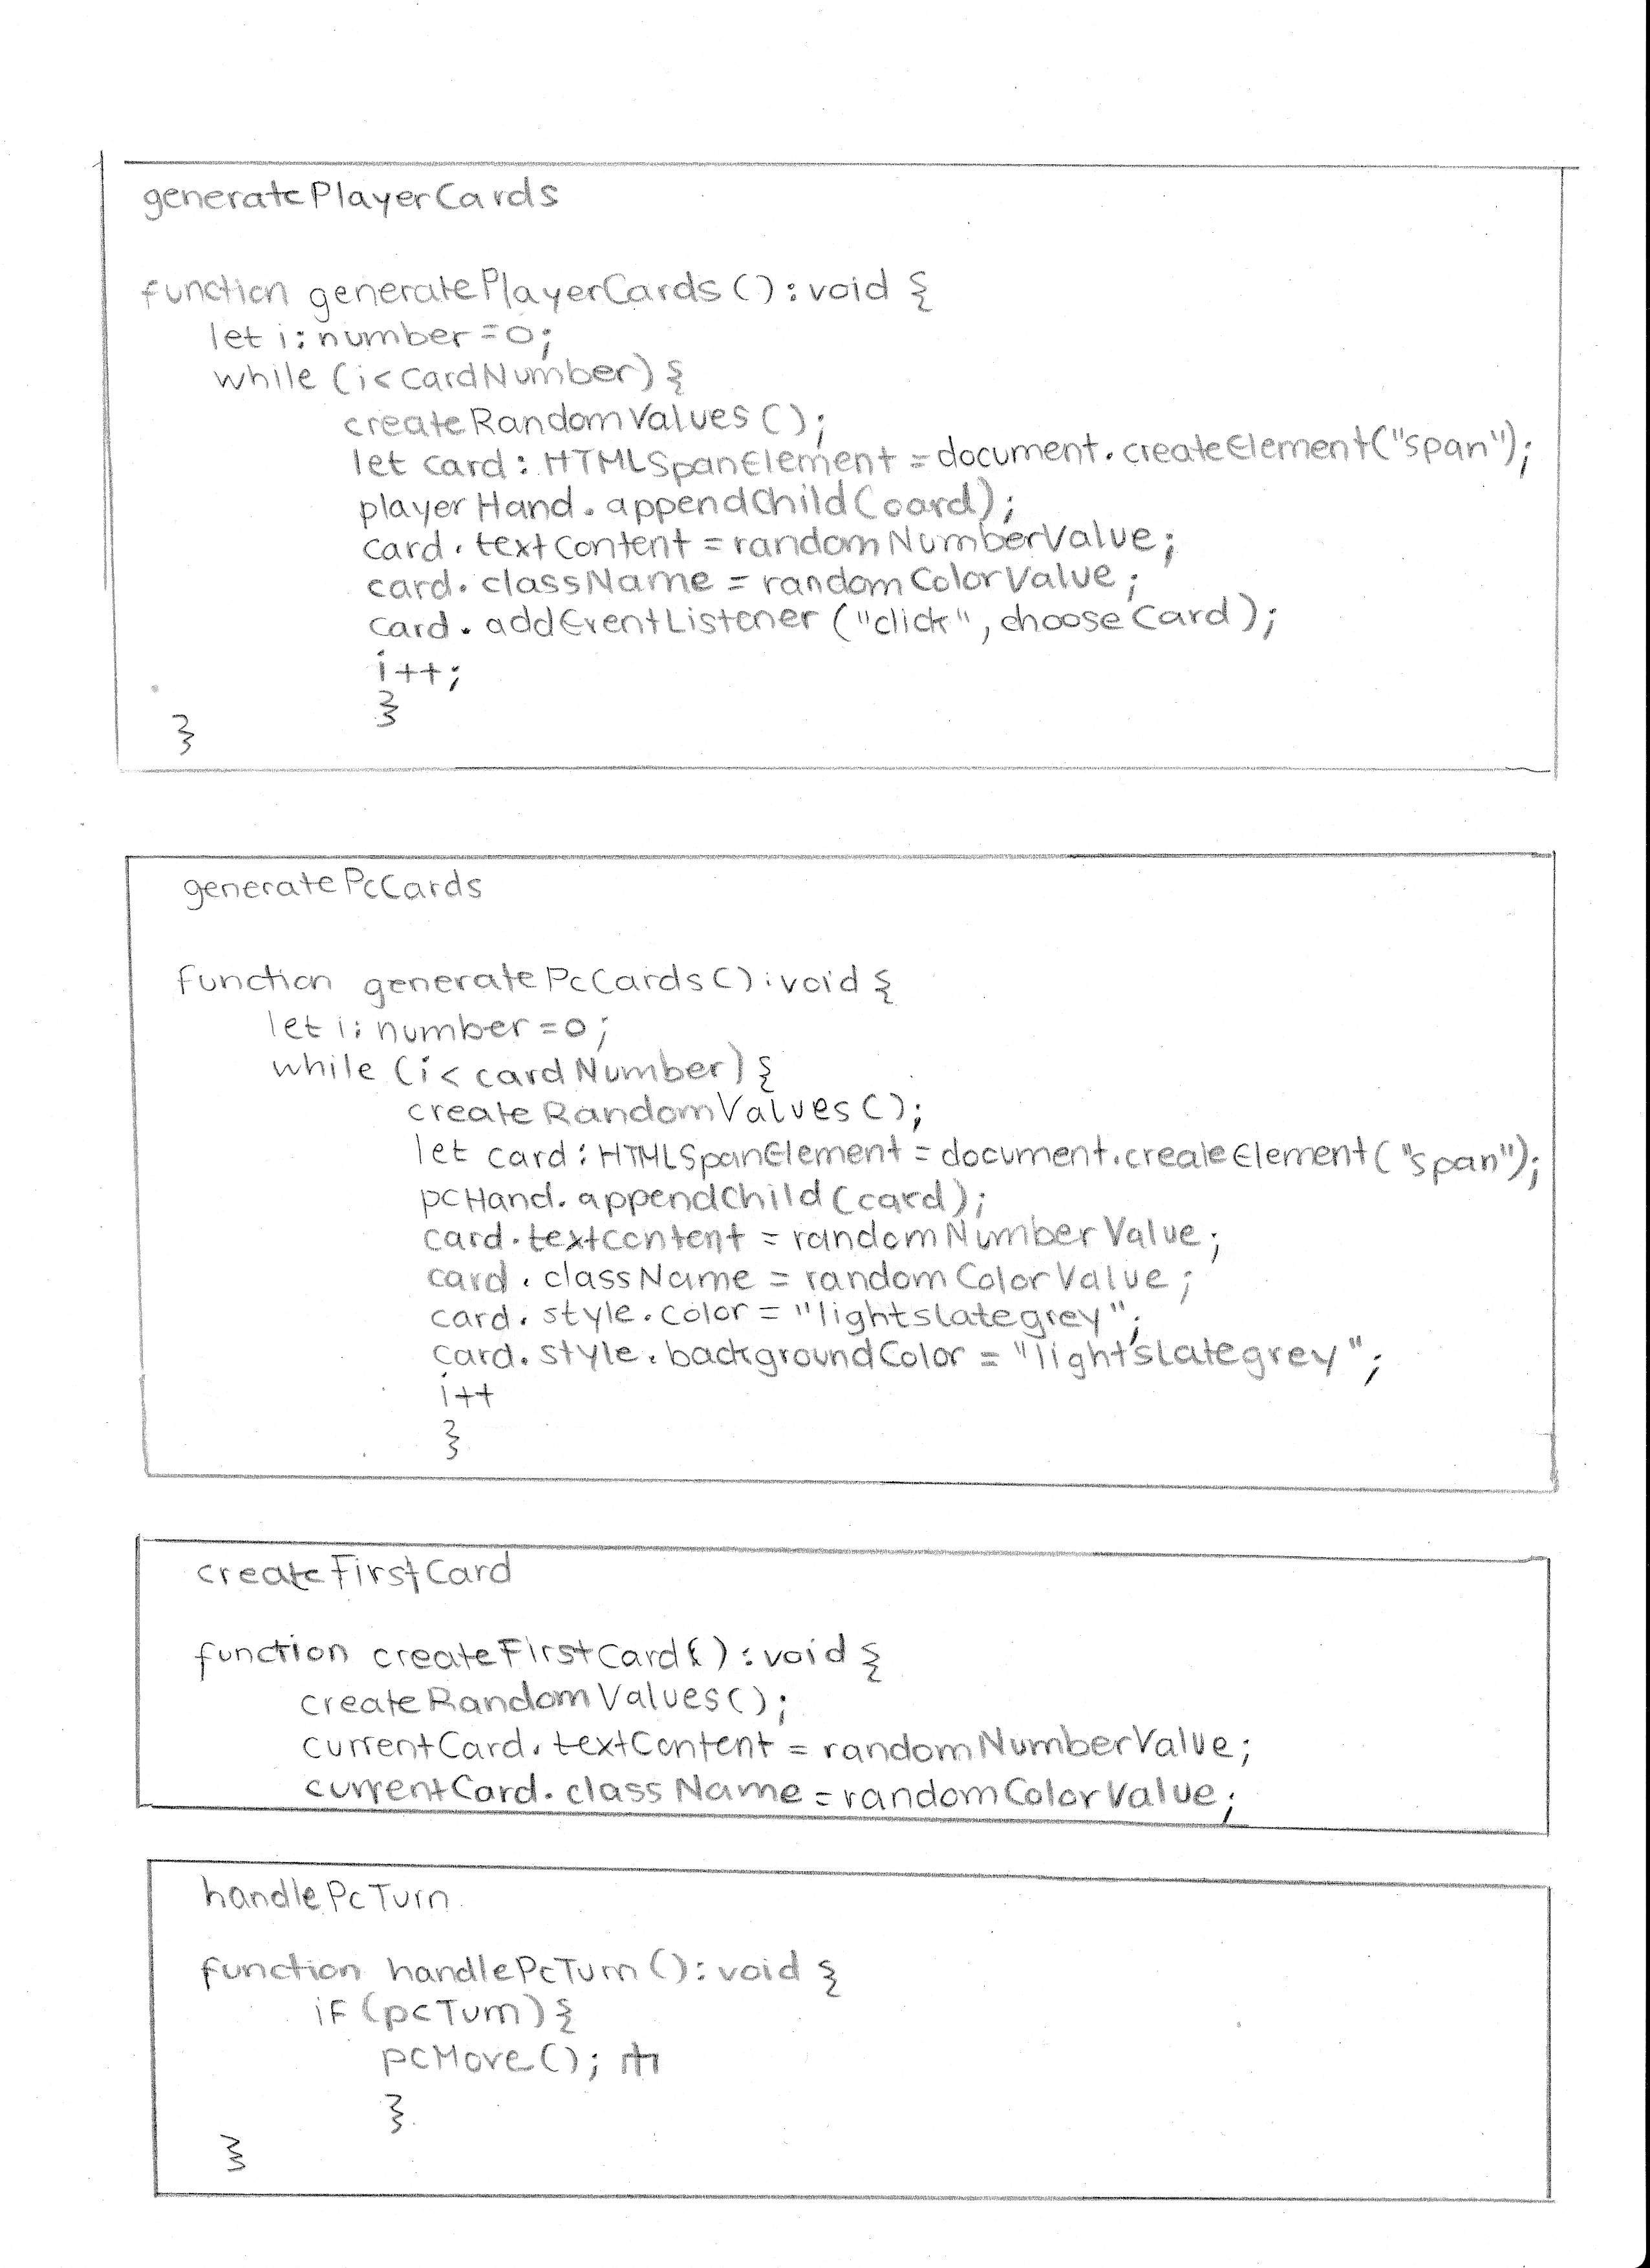 generatePlayerCards
function generatePlayerCards () : void {
let i : number = 0;
while (i < cardNumber) {
createRandomValues ();
let card : HTMLSpanElement = document.createElement("span");
playerHand.appendChild(card);
card.textContent = randomNumberValue;
card.className = randomColorValue;
card.addEventListener ("click", chooseCard);
i++;
}
}
generatePcCards
function generatePcCards () : void {
let i : number = 0;
while (i < cardNumber) {
createRandomValues ();
let card : HTMLSpanElement = document.createElement ("span");
pcHand.appendChild (card);
card.textcontent = randomNumberValue;
card.className = randomColorValue;
card.style.color = "lightslategrey";
card.style.backgroundColor = "lightslategrey";
i++
}
createFirstCard
function createFirstCard () : void {
createRandomValues ();
currentCard.textContent = randomNumberValue;
currentCard.className = randomColorValue;
handlePcTurn
function handlePcTurn () : void {
if (pcTurn) {
pcMove ();
}
}